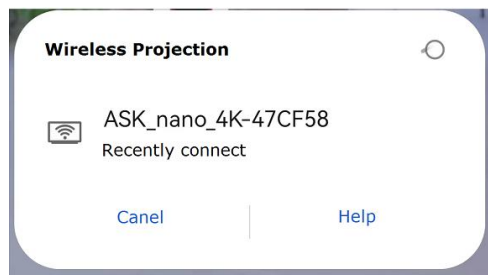 Wireless Projection
ASK_nano_4K-47CF58
Recently connect
Canel
Help